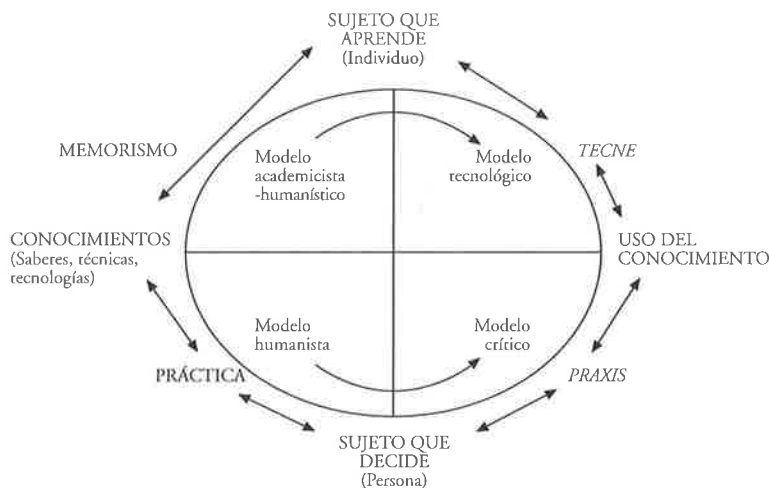 SUJETO QUE
APRENDE
(Individuo)
MEMORISMO
TECNE
Modelo
academicista
-humanístico
Modelo
tecnológico
CONOCIMIENTOS
(Saberes, técnicas,
tecnologías)
USO DEL
CONOCIMIENTO
Modelo
humanista
Modelo
crítico
PRÁCTICA
PRAXIS
SUJETO QUE
DECIDE
(Persona)